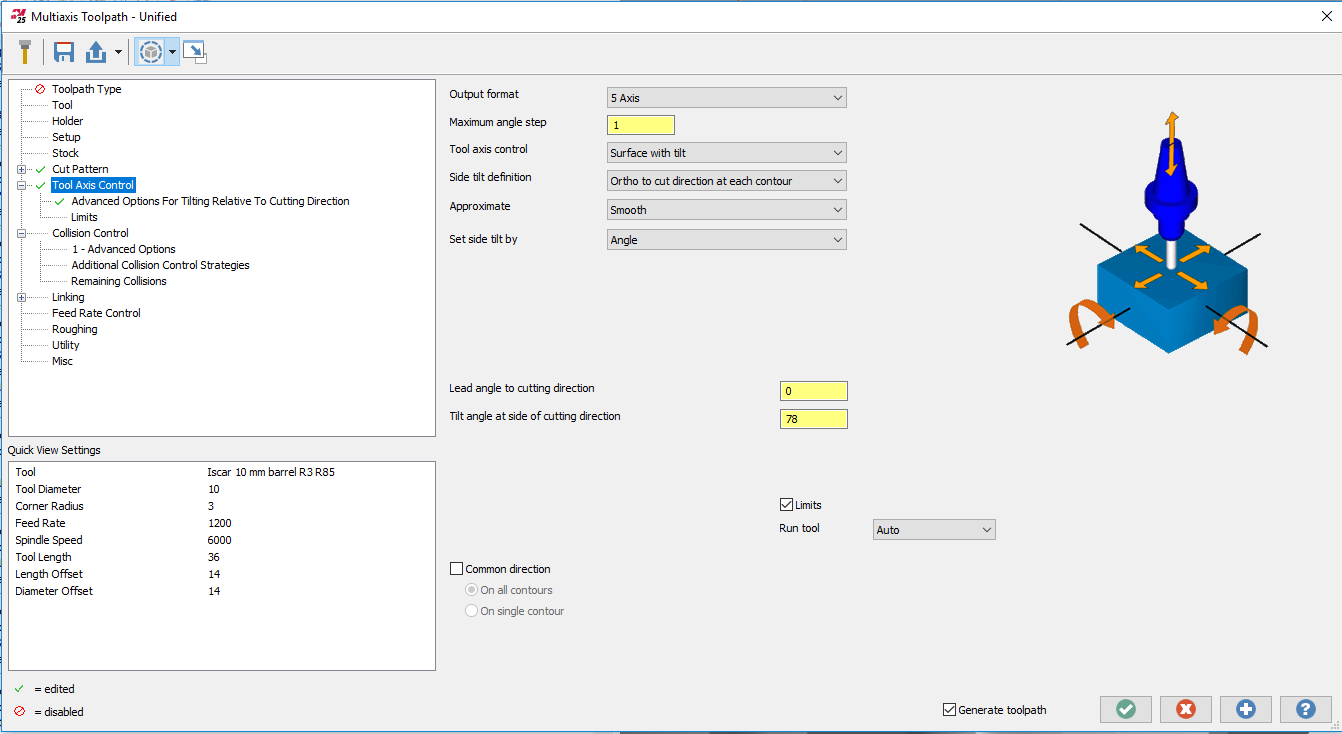 25 Multiaxis Toolpath - Unified
Toolpath Type
Tool
Holder
Setup
Stock
Cut Pattern
Tool Axis Control
Advanced Options For Tilting Relative To Cutting Direction
Limits
Collision Control
1 - Advanced Options
Additional Collision Control Strategies
Remaining Collisions
Linking
Feed Rate Control
Roughing
Utility
Misc
Quick View Settings
Tool Iscar 10 mm barrel R3 R85
Tool Diameter 10
Corner Radius 3
Feed Rate 1200
Spindle Speed 6000
Tool Length 36
Length Offset 14
Diameter Offset 14
= edited
= disabled
Output format 5 Axis
Maximum angle step 1
Tool axis control Surface with tilt
Side tilt definition Ortho to cut direction at each contour
Approximate Smooth
Set side tilt by Angle
Lead angle to cutting direction 0
Tilt angle at side of cutting direction 78
Limits
Run tool Auto
Common direction
On all contours
On single contour
Generate toolpath